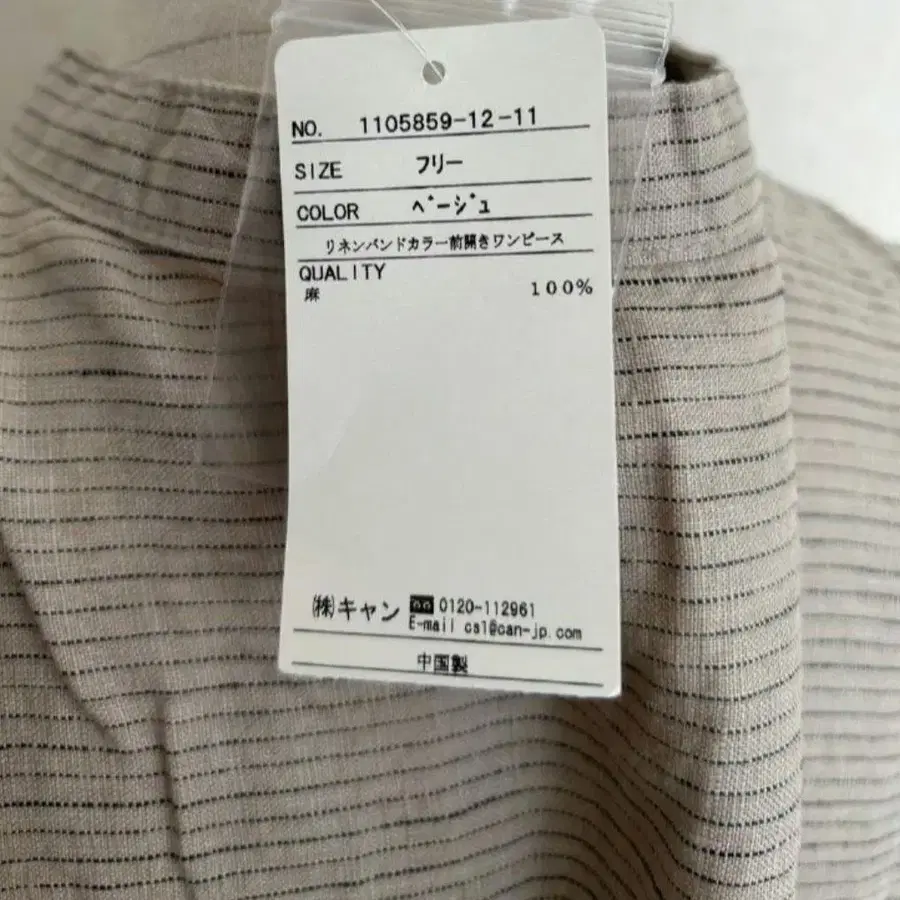 NO. 1105859-12-11
SIZE フリー
COLOR ﾍﾞｰｼﾞｭ
リネンバンドカラー前開きワンピース
QUALITY
麻 100%
㈱キャン 0120-112961
E-mail cs1@can-jp.com
中国製